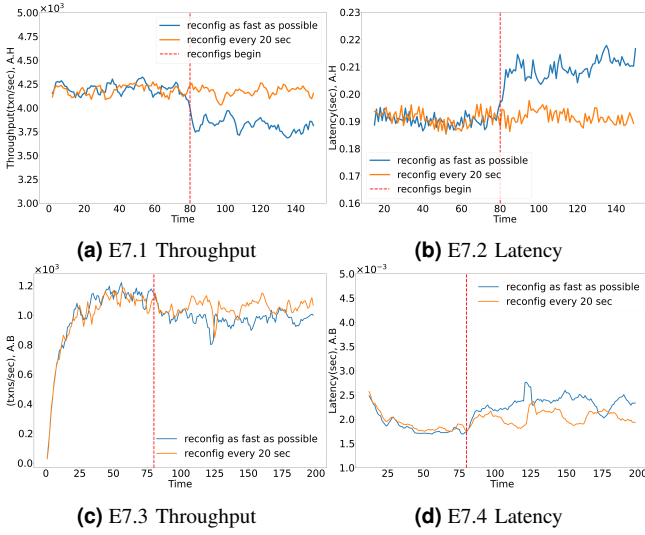 ×10³
5.00
4.75
4.50
4.25
4.00
3.75
3.50
3.25
3.00
Throughput(txn/sec), A.H
reconfig as fast as possible
reconfig every 20 sec
reconfigs begin
0 20 40 60 80 100 120 140
Time
(a) E7.1 Throughput
0.23
0.22
0.21
0.20
0.19
0.18
0.17
0.16
Latency(sec), A.H
reconfig as fast as possible
reconfig every 20 sec
reconfigs begin
20 40 60 80 100 120 140
Time
(b) E7.2 Latency
×10³
1.2
1.0
0.8
0.6
0.4
0.2
0.0
(txns/sec), A.B
reconfig as fast as possible
reconfig every 20 sec
0 25 50 75 100 125 150 175 200
Time
(c) E7.3 Throughput
×10⁻³
5.0
4.5
4.0
3.5
3.0
2.5
2.0
1.0
Latency(sec), A.B
reconfig as fast as possible
reconfig every 20 sec
25 50 75 100 125 150 175 200
Time
(d) E7.4 Latency